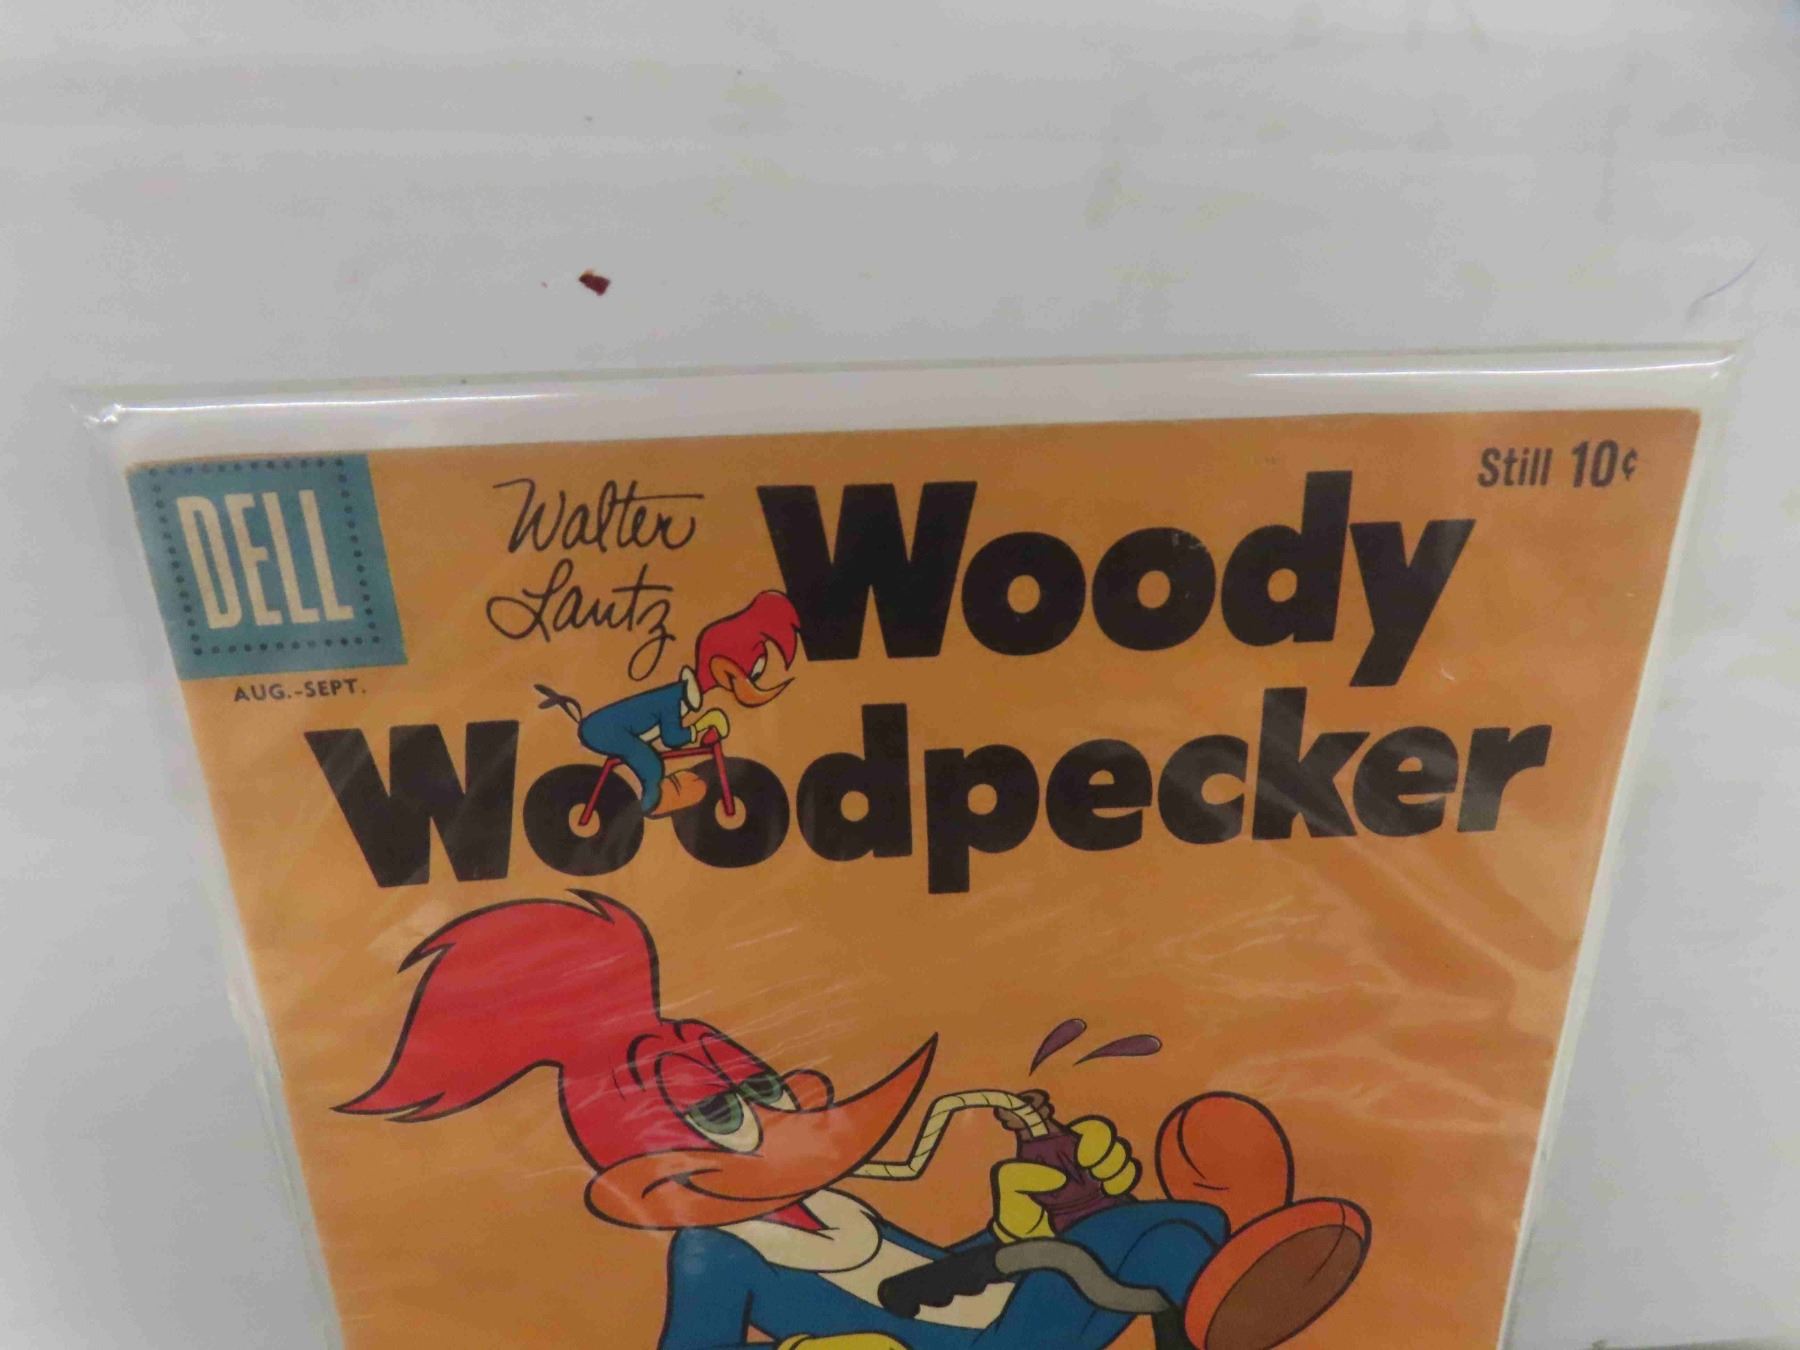 DELL
AUG.-SEPT.
Walter
Lantz
Still 10¢
Woody
Woodpecker